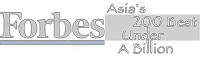 Forbes
Asia's
200 Best
Under
A Billion